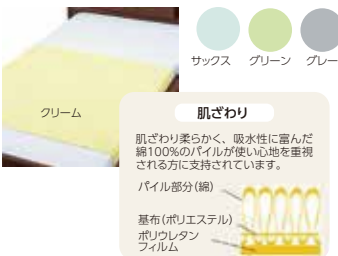 サックス グリーン グレー
クリーム
肌ざわり
肌ざわり柔らかく、吸水性に富んだ
綿100%のパイルが使い心地を重視
される方に支持されています。
パイル部分(綿)
基布(ポリエステル)
ポリウレタン
フィルム